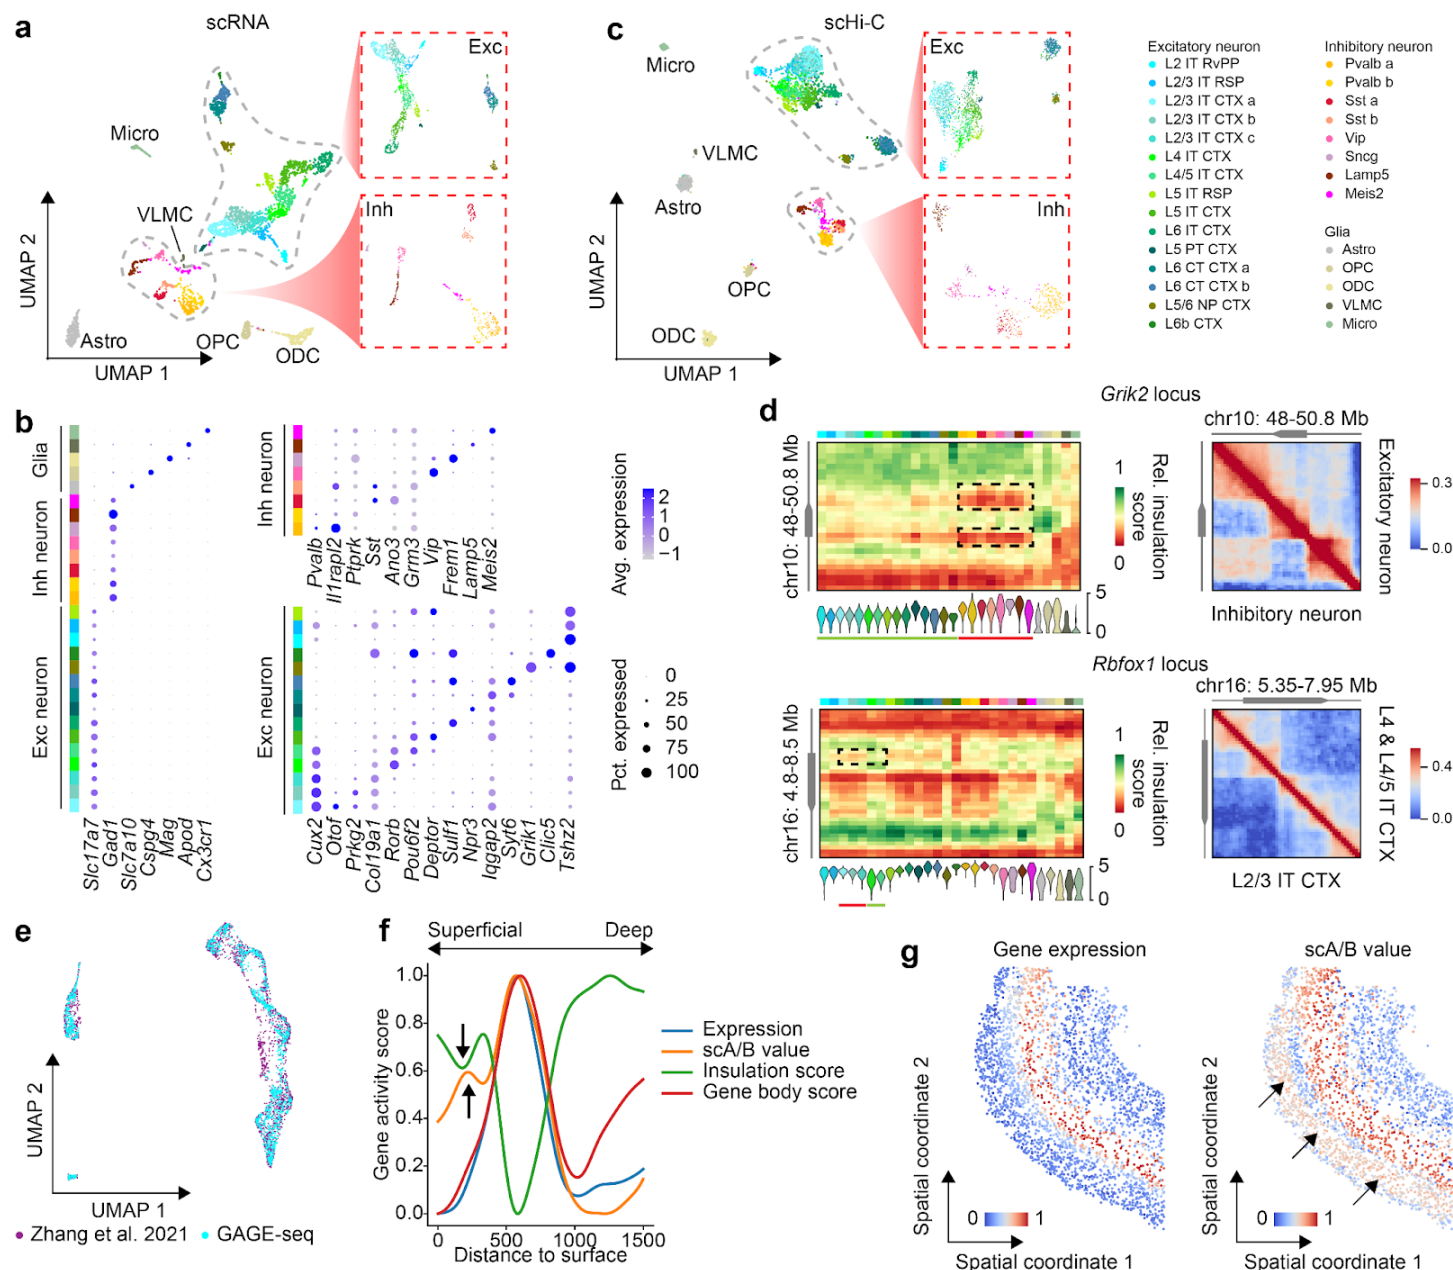 a
scRNA
Exc
Micro
VLMC
Inh
Astro
OPC
ODC
UMAP 2
UMAP 1
c
scHi-C
Micro
Exc
VLMC
Astro
Inh
OPC
ODC
UMAP 2
UMAP 1
Excitatory neuron
L2 IT RvPP
L2/3 IT RSP
L2/3 IT CTX a
L2/3 IT CTX b
L2/3 IT CTX c
L4 IT CTX
L4/5 IT CTX
L5 IT RSP
L5 IT CTX
L6 IT CTX
L5 PT CTX
L6 CT CTX a
L6 CT CTX b
L5/6 NP CTX
L6b CTX
Inhibitory neuron
Pvalb a
Pvalb b
Sst a
Sst b
Vip
Sncg
Lamp5
Meis2
Glia
Astro
OPC
ODC
VLMC
Micro
b
Glia
Inh neuron
Exc neuron
Slc17a7
Gad1
Slc7a10
Cspg4
Mag
Apod
Cx3cr1
Inh neuron
Pvalb
Il1rapl2
Ptprk
Sst
Ano3
Grm3
Vip
Frem1
Lamp5
Meis2
Exc neuron
Cux2
Otof
Prkg2
Col19a1
Rorb
Pou6f2
Deptor
Sulf1
Npr3
Iqgap2
Syt6
Grik1
Clic5
Tshz2
Avg. expression
2
1
0
−1
Pct. expressed
0
25
50
75
100
d
Grik2 locus
chr10: 48-50.8 Mb
1
0
Rel. insulation
score
5
0
chr10: 48-50.8 Mb
Excitatory neuron
0.3
0.0
Inhibitory neuron
Rbfox1 locus
chr16: 4.8-8.5 Mb
1
0
Rel. insulation
score
5
0
chr16: 5.35-7.95 Mb
L4 & L4/5 IT CTX
0.4
0.0
L2/3 IT CTX
e
UMAP 2
UMAP 1
Zhang et al. 2021
GAGE-seq
f
Superficial
Deep
Gene activity score
1.0
0.8
0.6
0.4
0.2
0.0
0
500
1000
1500
Distance to surface
Expression
scA/B value
Insulation score
Gene body score
g
Gene expression
scA/B value
Spatial coordinate 2
0
1
Spatial coordinate 1
Spatial coordinate 2
0
1
Spatial coordinate 1